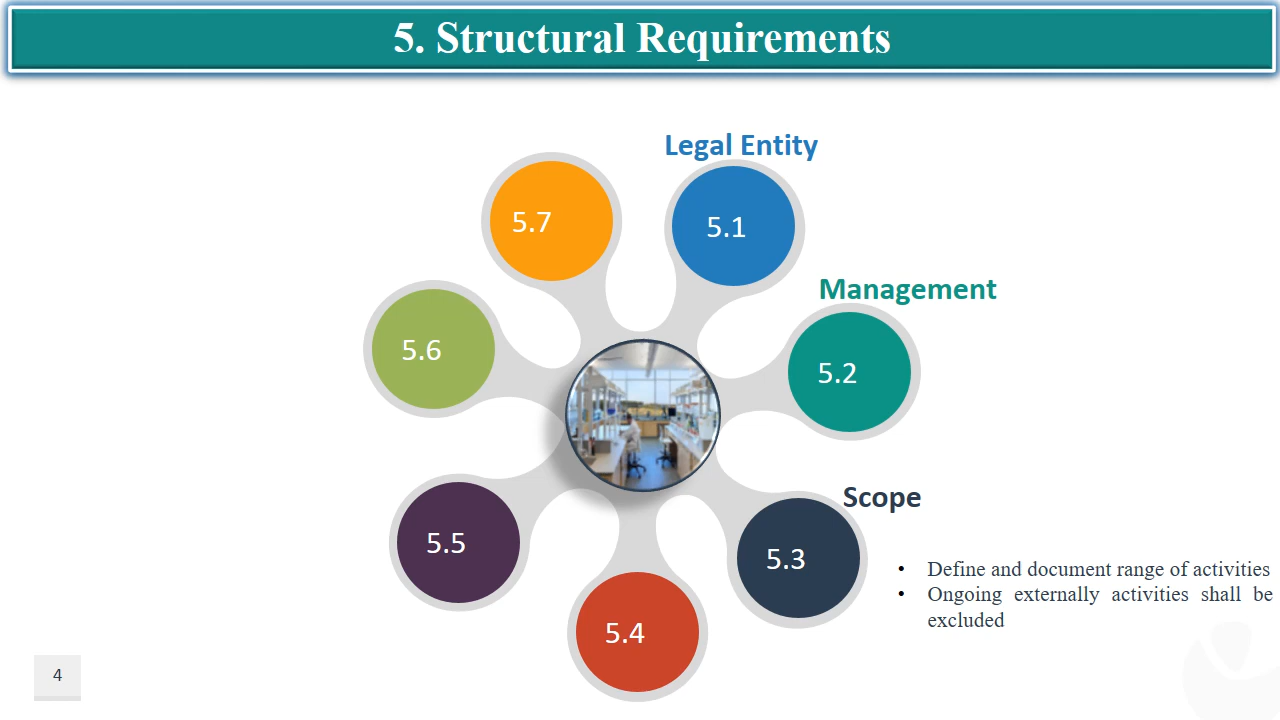 5. Structural Requirements
Legal Entity
5.7
5.1
Management
5.6
5.2
Scope
5.5
5.3
• Define and document range of activities
• Ongoing externally activities shall be
excluded
5.4
4